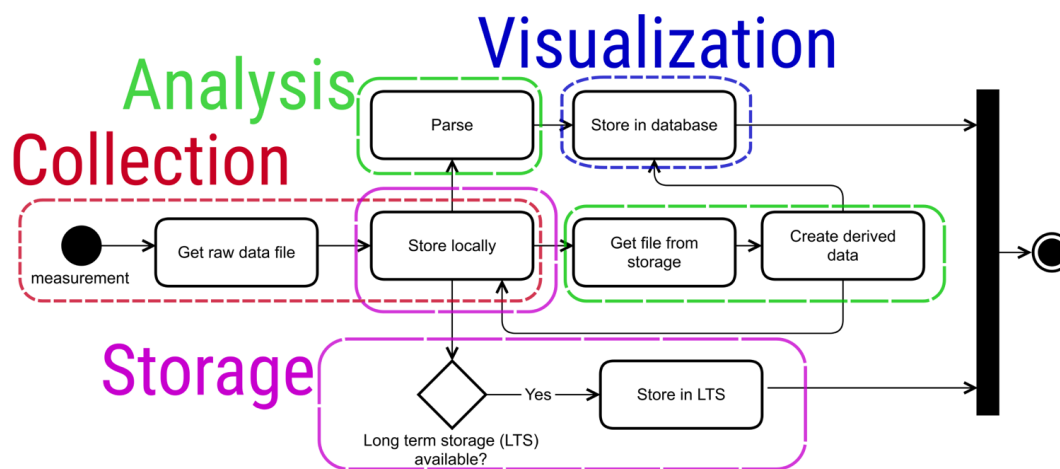 Visualization
Analysis
Parse
Store in database
Collection
measurement
Get raw data file
Store locally
Get file from
storage
Create derived
data
Storage
Yes
Store in LTS
Long term storage (LTS)
available?